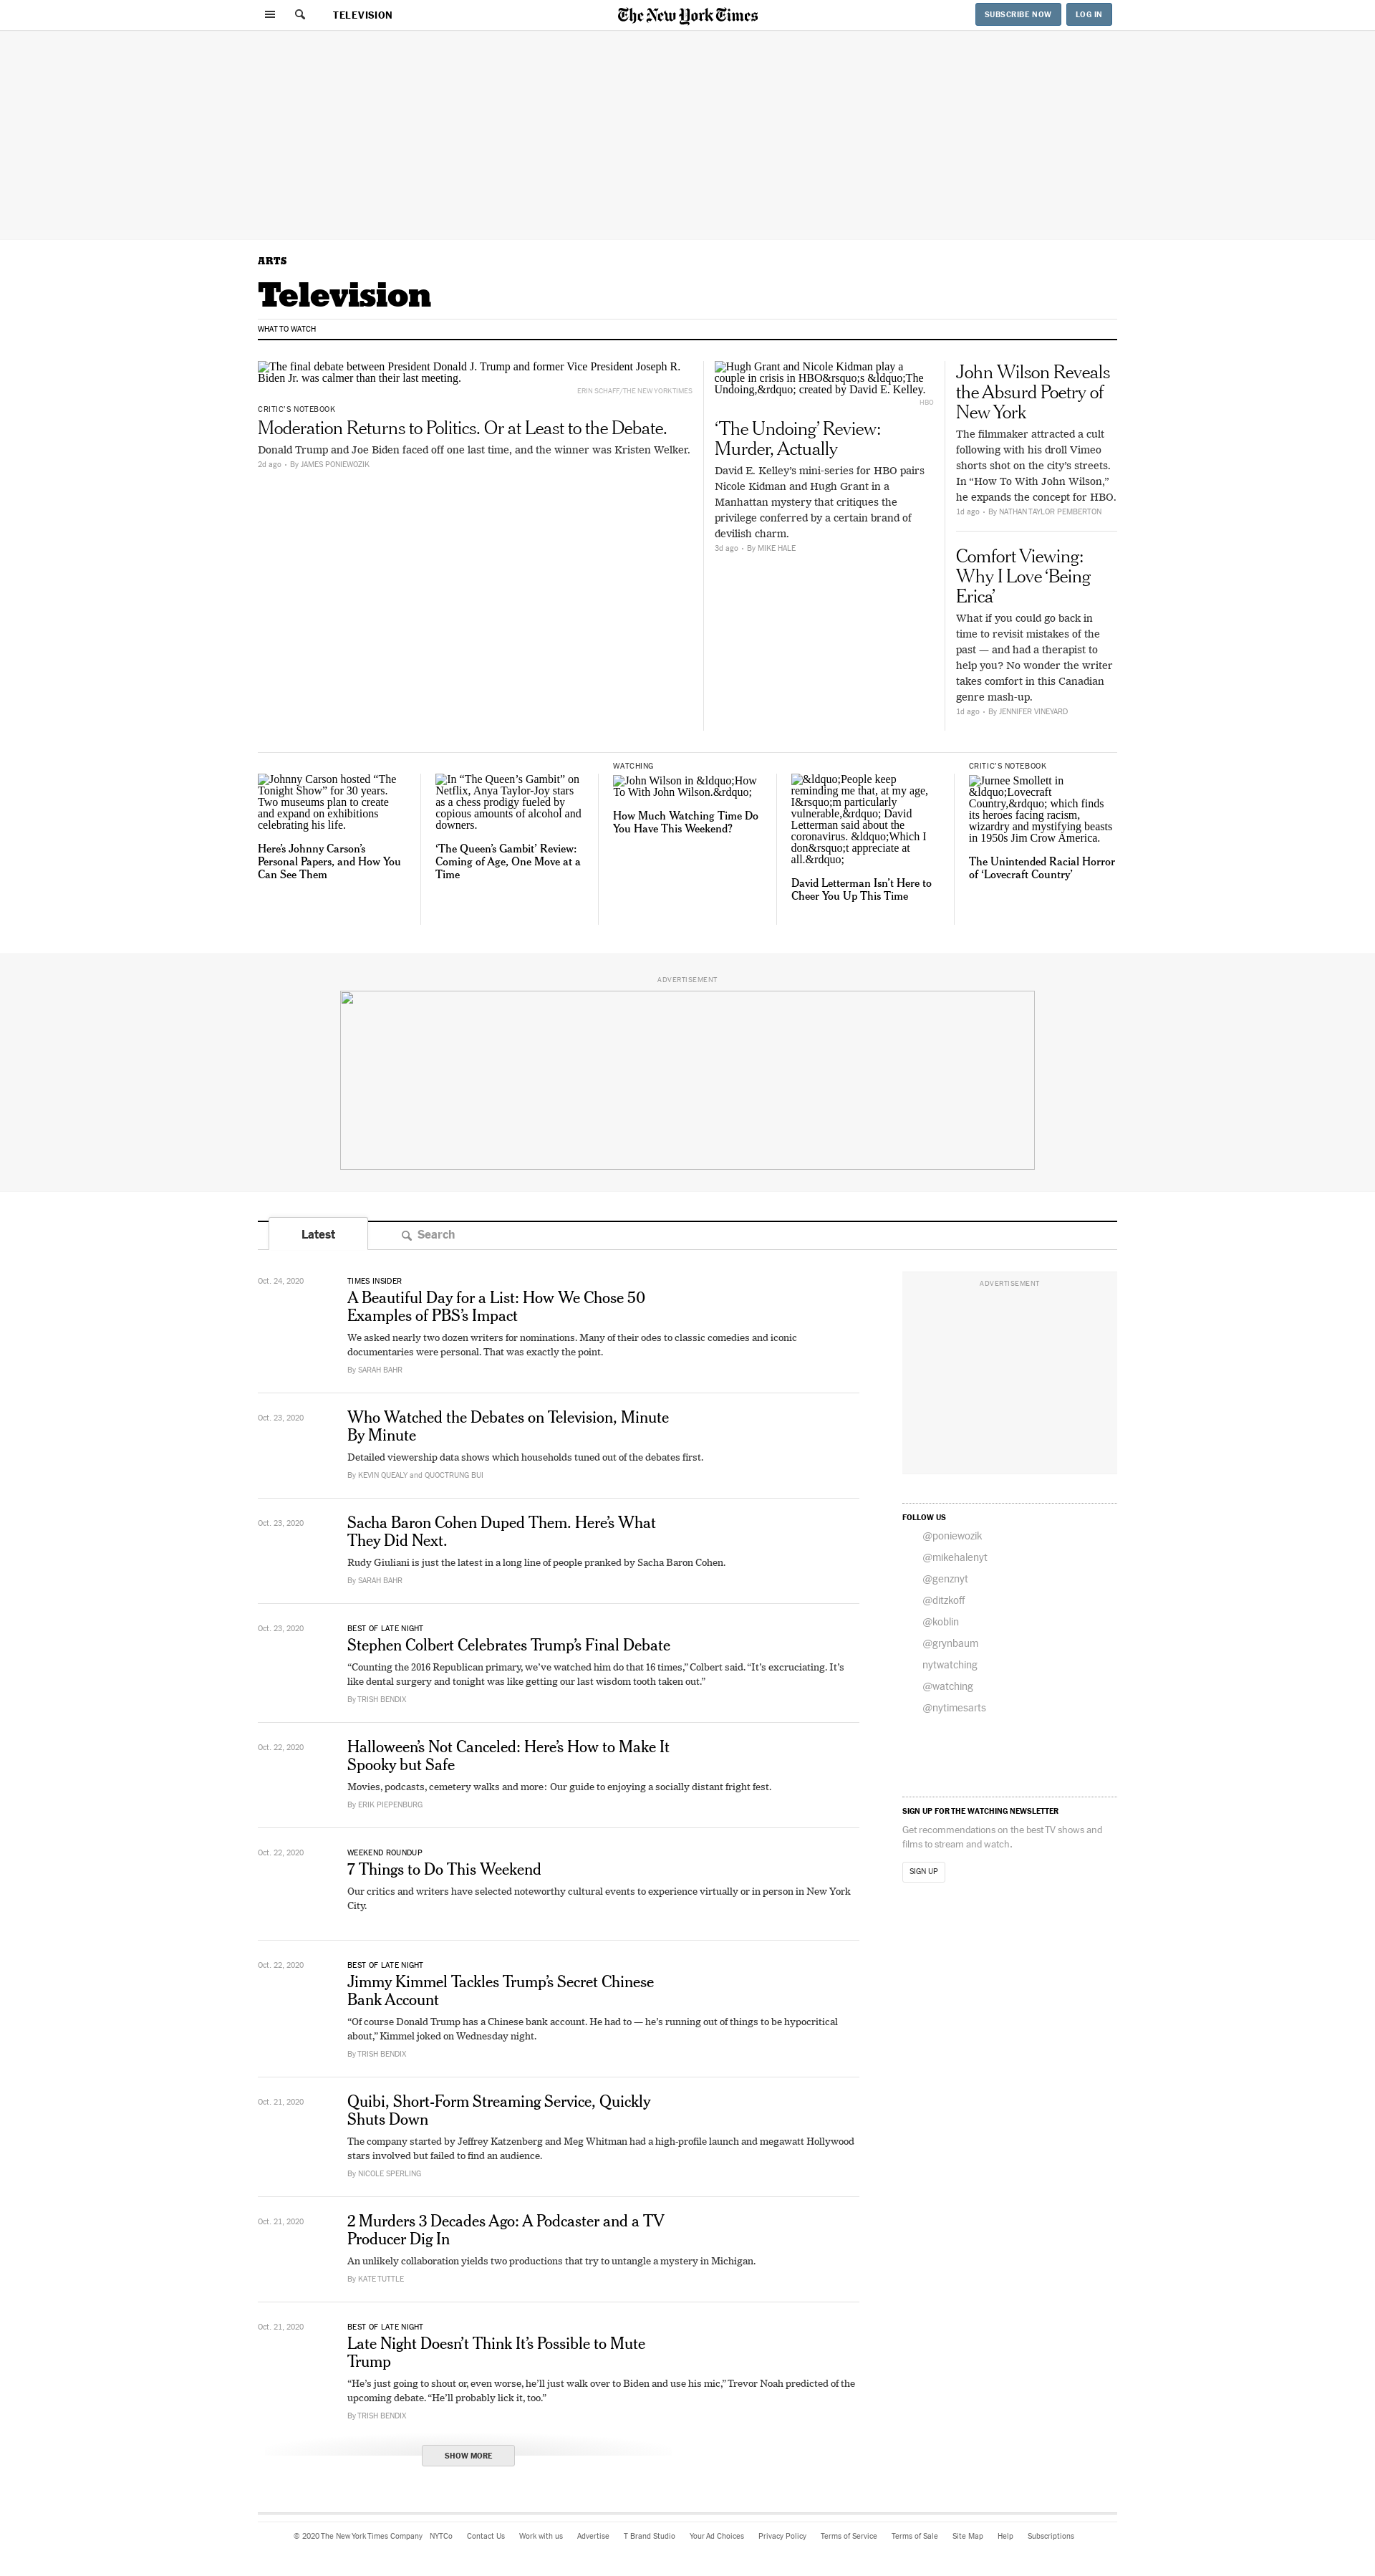 TELEVISION
The New York Times
SUBSCRIBE NOW
LOG IN
ARTS
Television
WHAT TO WATCH
The final debate between President Donald J. Trump and former Vice President Joseph R.
Biden Jr. was calmer than their last meeting.
ERIN SCHAFF/THE NEW YORK TIMES
CRITIC'S NOTEBOOK
Moderation Returns to Politics. Or at Least to the Debate.
Donald Trump and Joe Biden faced off one last time, and the winner was Kristen Welker.
2d ago • By JAMES PONIEWOZIK
Hugh Grant and Nicole Kidman play a
couple in crisis in HBO&rsquo;s &ldquo;The
Undoing,&rdquo; created by David E. Kelley.
HBO
‘The Undoing’ Review:
Murder, Actually
David E. Kelley’s mini-series for HBO pairs
Nicole Kidman and Hugh Grant in a
Manhattan mystery that critiques the
privilege conferred by a certain brand of
devilish charm.
3d ago • By MIKE HALE
John Wilson Reveals
the Absurd Poetry of
New York
The filmmaker attracted a cult
following with his droll Vimeo
shorts shot on the city’s streets.
In “How To With John Wilson,”
he expands the concept for HBO.
1d ago • By NATHAN TAYLOR PEMBERTON
Comfort Viewing:
Why I Love ‘Being
Erica’
What if you could go back in
time to revisit mistakes of the
past — and had a therapist to
help you? No wonder the writer
takes comfort in this Canadian
genre mash-up.
1d ago • By JENNIFER VINEYARD
Johnny Carson hosted “The
Tonight Show” for 30 years.
Two museums plan to create
and expand on exhibitions
celebrating his life.
Here’s Johnny Carson’s
Personal Papers, and How You
Can See Them
In “The Queen’s Gambit” on
Netflix, Anya Taylor-Joy stars
as a chess prodigy fueled by
copious amounts of alcohol and
downers.
‘The Queen’s Gambit’ Review:
Coming of Age, One Move at a
Time
WATCHING
John Wilson in &ldquo;How
To With John Wilson.&rdquo;
How Much Watching Time Do
You Have This Weekend?
&ldquo;People keep
reminding me that, at my age,
I&rsquo;m particularly
vulnerable,&rdquo; David
Letterman said about the
coronavirus. &ldquo;Which I
don&rsquo;t appreciate at
all.&rdquo;
David Letterman Isn’t Here to
Cheer You Up This Time
CRITIC'S NOTEBOOK
Jurnee Smollett in
&ldquo;Lovecraft
Country,&rdquo; which finds
its heroes facing racism,
wizardry and mystifying beasts
in 1950s Jim Crow America.
The Unintended Racial Horror
of ‘Lovecraft Country’
ADVERTISEMENT
Latest
Search
Oct. 24, 2020
TIMES INSIDER
A Beautiful Day for a List: How We Chose 50
Examples of PBS’s Impact
We asked nearly two dozen writers for nominations. Many of their odes to classic comedies and iconic
documentaries were personal. That was exactly the point.
By SARAH BAHR
Oct. 23, 2020
Who Watched the Debates on Television, Minute
By Minute
Detailed viewership data shows which households tuned out of the debates first.
By KEVIN QUEALY and QUOCTRUNG BUI
Oct. 23, 2020
Sacha Baron Cohen Duped Them. Here’s What
They Did Next.
Rudy Giuliani is just the latest in a long line of people pranked by Sacha Baron Cohen.
By SARAH BAHR
Oct. 23, 2020
BEST OF LATE NIGHT
Stephen Colbert Celebrates Trump’s Final Debate
“Counting the 2016 Republican primary, we’ve watched him do that 16 times,” Colbert said. “It’s excruciating. It’s
like dental surgery and tonight was like getting our last wisdom tooth taken out.”
By TRISH BENDIX
Oct. 22, 2020
Halloween’s Not Canceled: Here’s How to Make It
Spooky but Safe
Movies, podcasts, cemetery walks and more: Our guide to enjoying a socially distant fright fest.
By ERIK PIEPENBURG
Oct. 22, 2020
WEEKEND ROUNDUP
7 Things to Do This Weekend
Our critics and writers have selected noteworthy cultural events to experience virtually or in person in New York
City.
Oct. 22, 2020
BEST OF LATE NIGHT
Jimmy Kimmel Tackles Trump’s Secret Chinese
Bank Account
“Of course Donald Trump has a Chinese bank account. He had to — he’s running out of things to be hypocritical
about,” Kimmel joked on Wednesday night.
By TRISH BENDIX
Oct. 21, 2020
Quibi, Short-Form Streaming Service, Quickly
Shuts Down
The company started by Jeffrey Katzenberg and Meg Whitman had a high-profile launch and megawatt Hollywood
stars involved but failed to find an audience.
By NICOLE SPERLING
Oct. 21, 2020
2 Murders 3 Decades Ago: A Podcaster and a TV
Producer Dig In
An unlikely collaboration yields two productions that try to untangle a mystery in Michigan.
By KATE TUTTLE
Oct. 21, 2020
BEST OF LATE NIGHT
Late Night Doesn’t Think It’s Possible to Mute
Trump
“He’s just going to shout or, even worse, he’ll just walk over to Biden and use his mic,” Trevor Noah predicted of the
upcoming debate. “He’ll probably lick it, too.”
By TRISH BENDIX
SHOW MORE
ADVERTISEMENT
FOLLOW US
@poniewozik
@mikehalenyt
@genznyt
@ditzkoff
@koblin
@grynbaum
nytwatching
@watching
@nytimesarts
SIGN UP FOR THE WATCHING NEWSLETTER
Get recommendations on the best TV shows and
films to stream and watch.
SIGN UP
© 2020 The New York Times Company NYTCo Contact Us Work with us Advertise T Brand Studio Your Ad Choices Privacy Policy Terms of Service Terms of Sale Site Map Help Subscriptions